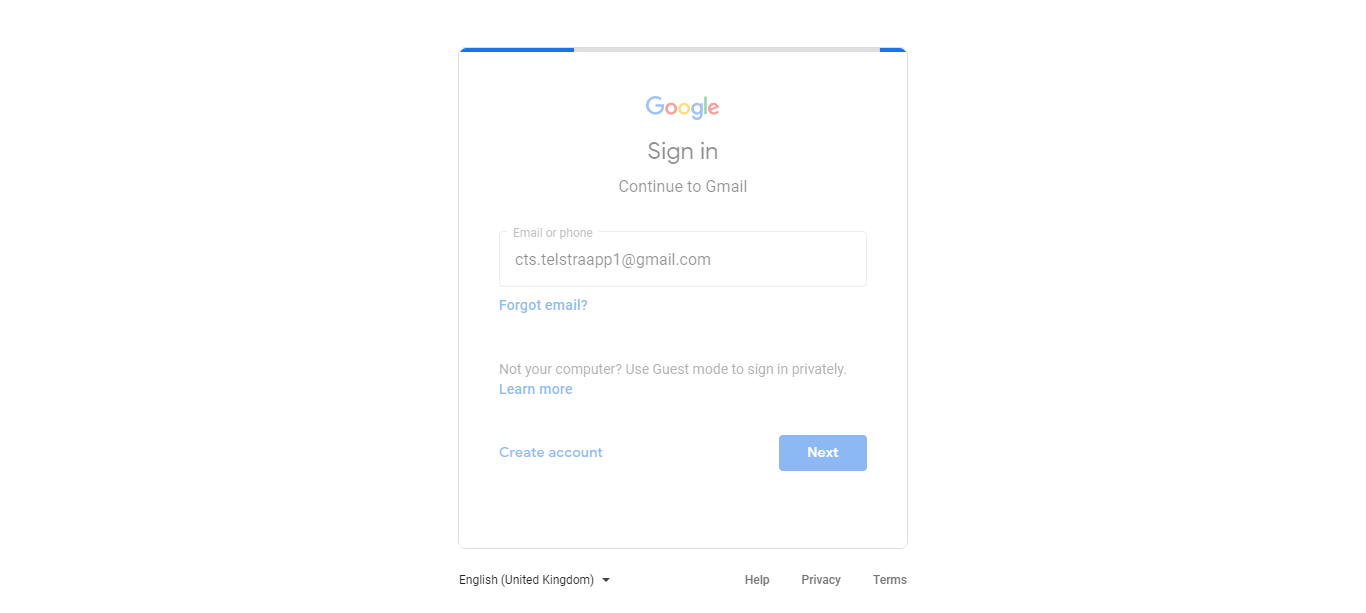 Google
Sign in
Continue to Gmail
Email or phone
cts.telstraapp1@gmail.com
Forgot email?
Not your computer? Use Guest mode to sign in privately.
Learn more
Create account
Next
English (United Kingdom)
Help Privacy Terms